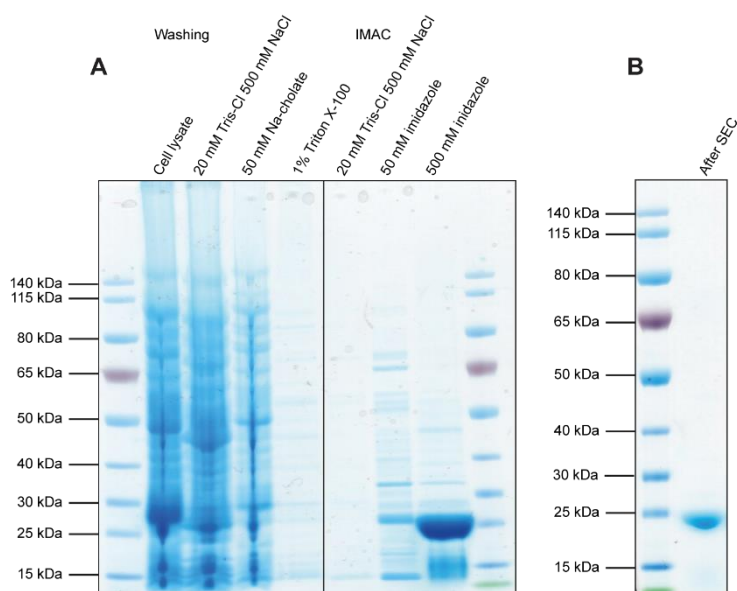 Washing
IMAC
A
B
Cell lysate
20 mM Tris-Cl 500 mM NaCl
50 mM Na-cholate
1% Triton X-100
20 mM Tris-Cl 500 mM NaCl
50 mM imidazole
500 mM inidazole
After SEC
140 kDa
115 kDa
80 kDa
65 kDa
50 kDa
40 kDa
30 kDa
25 kDa
15 kDa
140 kDa
115 kDa
80 kDa
65 kDa
50 kDa
40 kDa
30 kDa
25 kDa
15 kDa